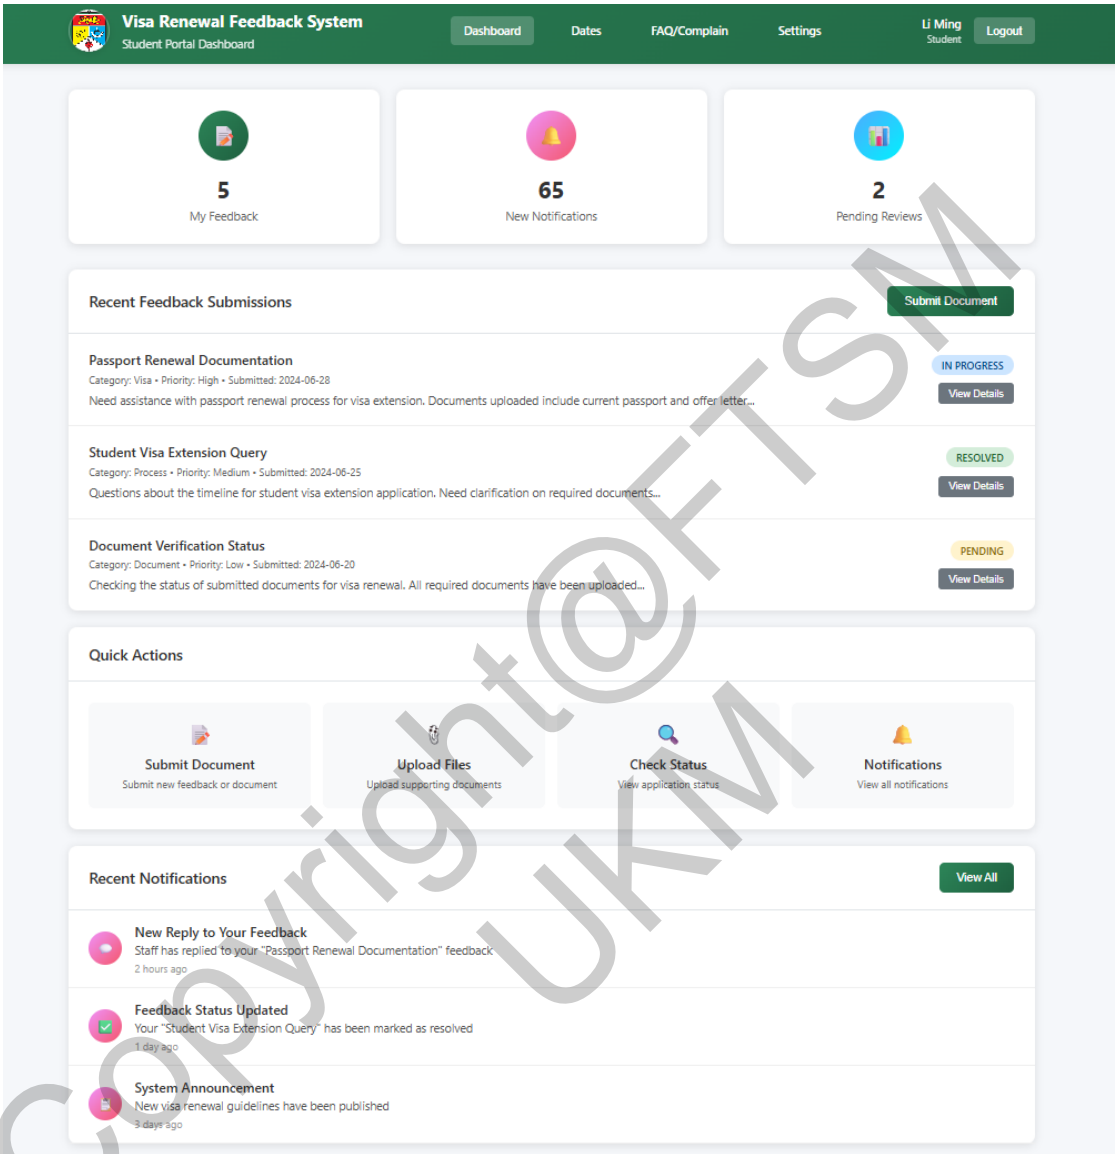 Visa Renewal Feedback System
Student Portal Dashboard
Dashboard
Dates
FAQ/Complain
Settings
Li Ming
Student
Logout
5
My Feedback
65
New Notifications
2
Pending Reviews
Recent Feedback Submissions
Submit Document
Passport Renewal Documentation
Category: Visa • Priority: High • Submitted: 2024-06-28
Need assistance with passport renewal process for visa extension. Documents uploaded include current passport and offer letter...
IN PROGRESS
View Details
Student Visa Extension Query
Category: Process • Priority: Medium • Submitted: 2024-06-25
Questions about the timeline for student visa extension application. Need clarification on required documents...
RESOLVED
View Details
Document Verification Status
Category: Document • Priority: Low • Submitted: 2024-06-20
Checking the status of submitted documents for visa renewal. All required documents have been uploaded...
PENDING
View Details
Quick Actions
Submit Document
Submit new feedback or document
Upload Files
Upload supporting documents
Check Status
View application status
Notifications
View all notifications
Recent Notifications
View All
New Reply to Your Feedback
Staff has replied to your "Passport Renewal Documentation" feedback
2 hours ago
Feedback Status Updated
Your "Student Visa Extension Query" has been marked as resolved
1 day ago
System Announcement
New visa renewal guidelines have been published
3 days ago
Copyright@FTSM
UKM